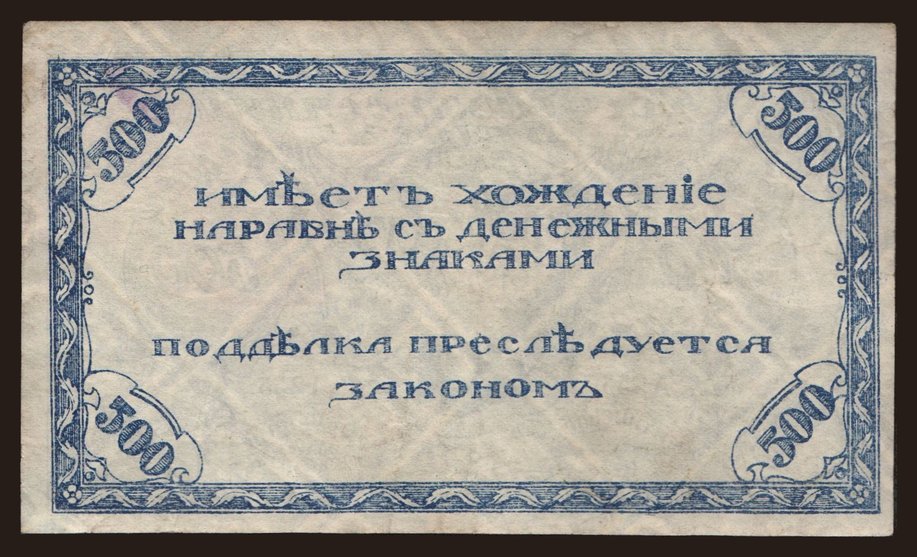 500 500
ИМѢЕТЪ ХОЖДЕНІЕ
НАРАВНѢ СЪ ДЕНЕЖНЫМИ
ЗНАКАМИ
ПОДДѢЛКА ПРЕСЛѢДУЕТСЯ
ЗАКОНОМЪ
500 500